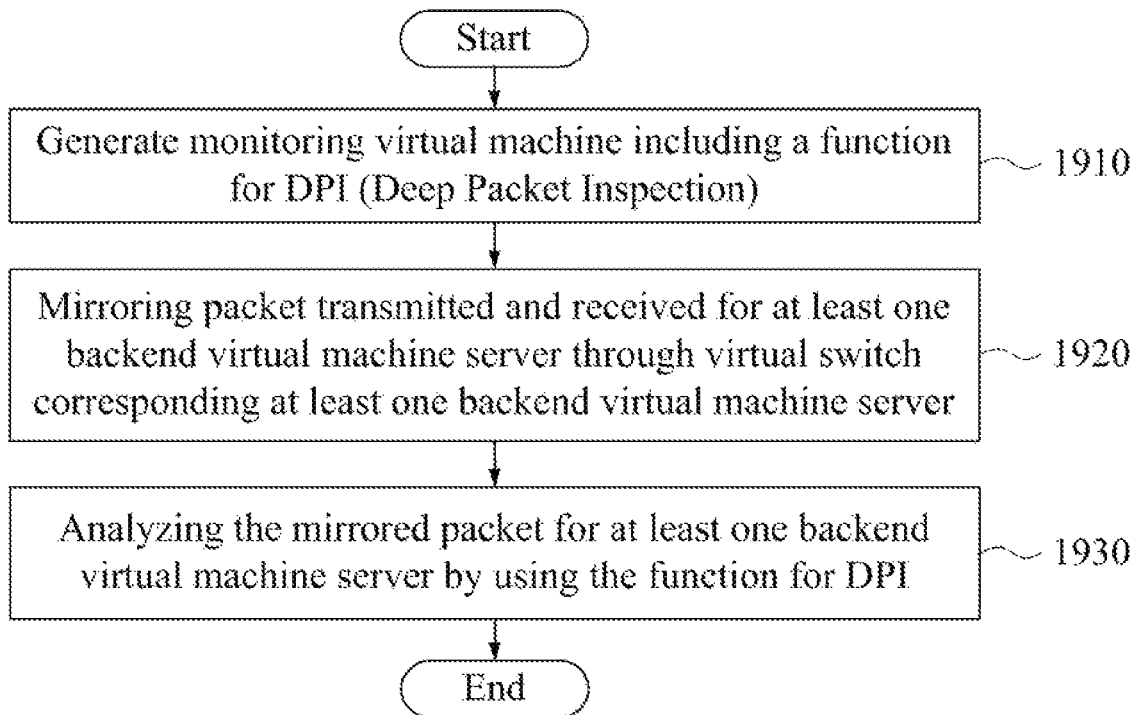 Start
Generate monitoring virtual machine including a function
for DPI (Deep Packet Inspection)
1910
Mirroring packet transmitted and received for at least one
backend virtual machine server through virtual switch
corresponding at least one backend virtual machine server
1920
Analyzing the mirrored packet for at least one backend
virtual machine server by using the function for DPI
1930
End